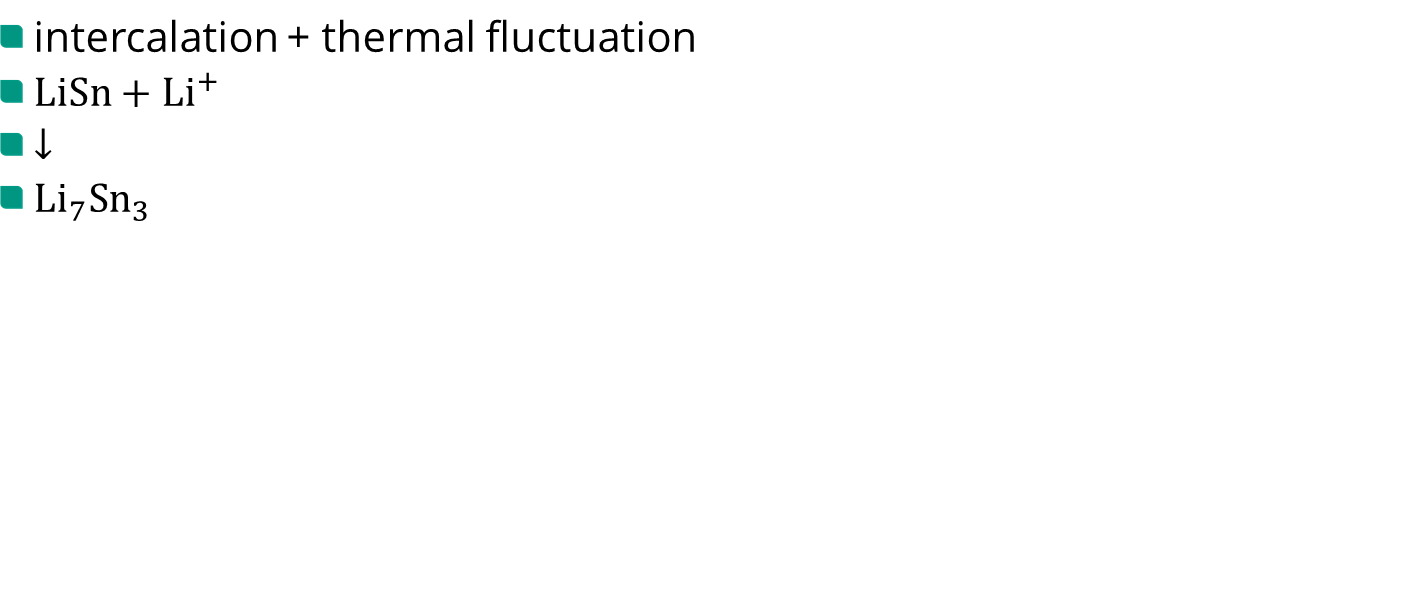 intercalation + thermal fluctuation
LiSn + Li⁺
↓
Li₇Sn₃